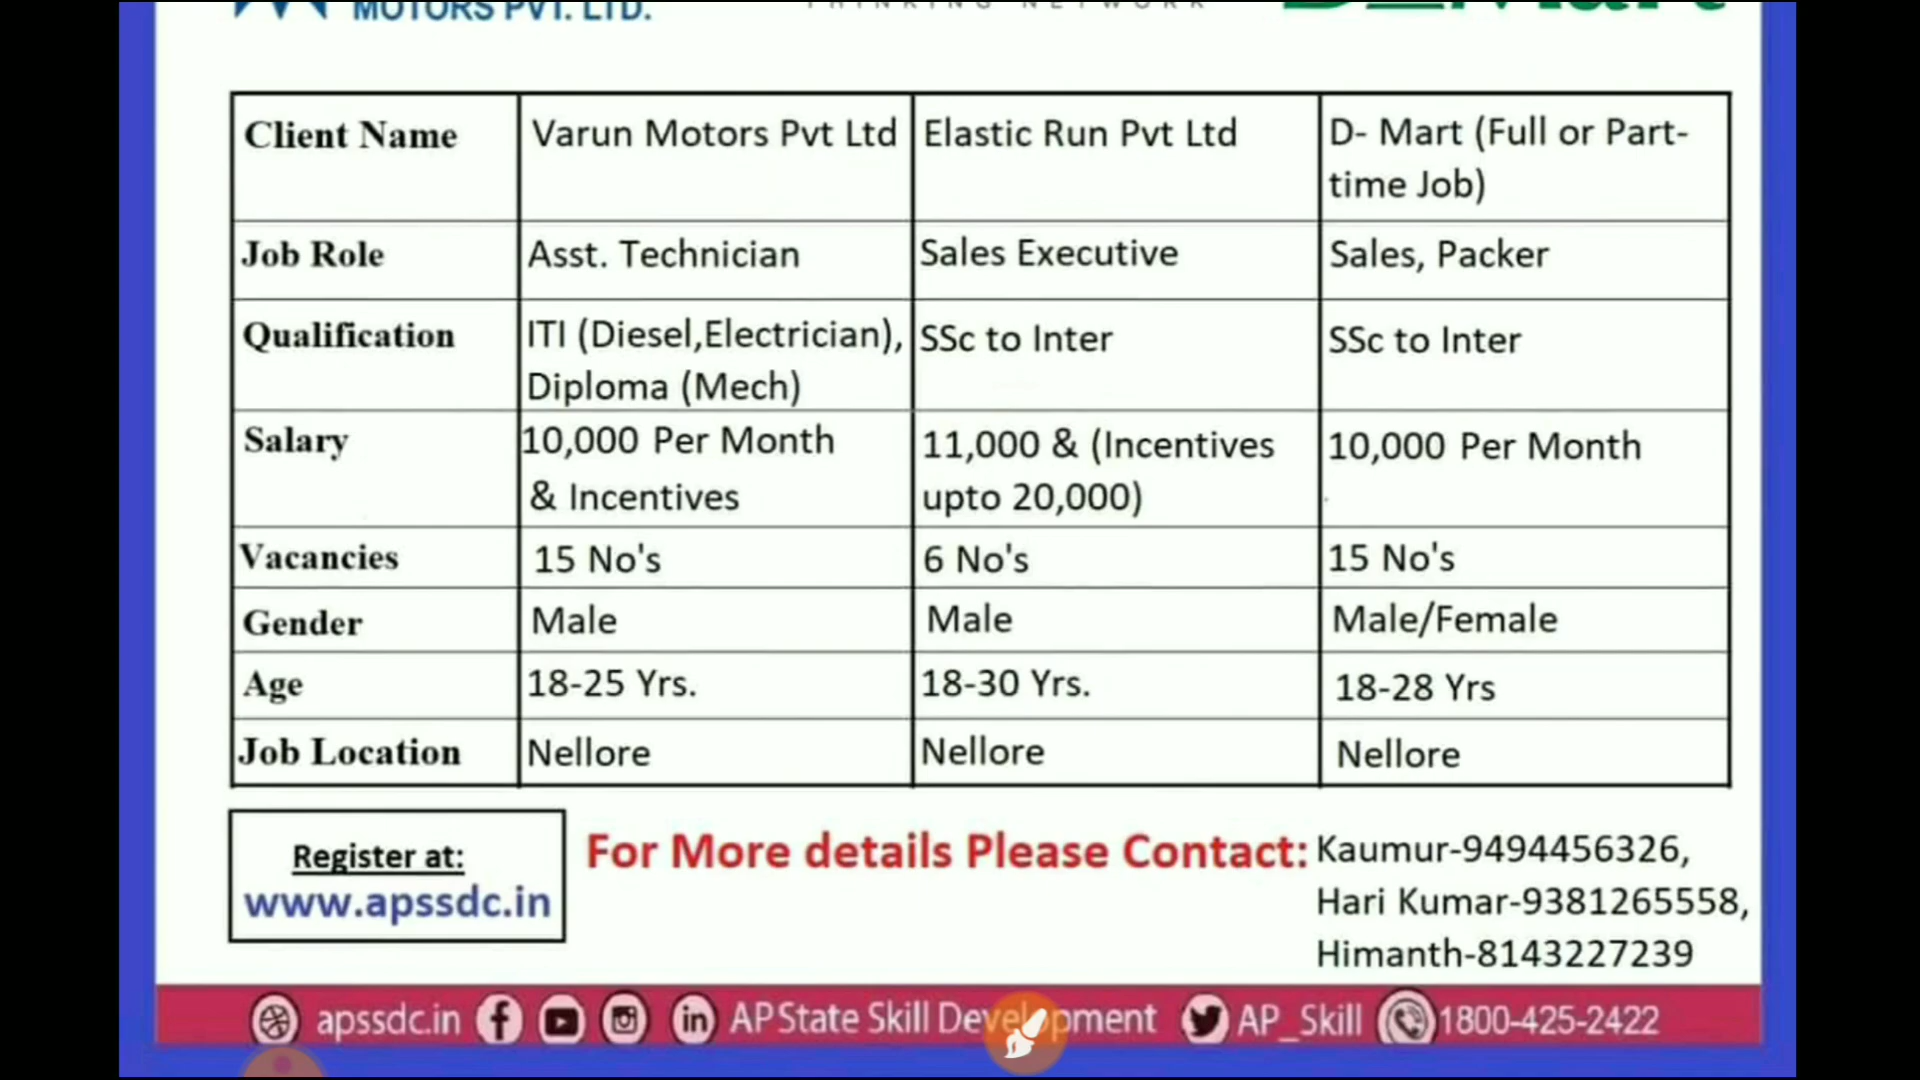 MOTORS PVT. LTD.
THINKING NETWORK
D-Mart
Client Name
Varun Motors Pvt Ltd
Elastic Run Pvt Ltd
D- Mart (Full or Part-
time Job)
Job Role
Asst. Technician
Sales Executive
Sales, Packer
Qualification
ITI (Diesel,Electrician),
Diploma (Mech)
SSc to Inter
SSc to Inter
Salary
10,000 Per Month
& Incentives
11,000 & (Incentives
upto 20,000)
10,000 Per Month
Vacancies
15 No's
6 No's
15 No's
Gender
Male
Male
Male/Female
Age
18-25 Yrs.
18-30 Yrs.
18-28 Yrs
Job Location
Nellore
Nellore
Nellore
Register at:
www.apssdc.in
For More details Please Contact:
Kaumur-9494456326,
Hari Kumar-9381265558,
Himanth-8143227239
apssdc.in
AP State Skill Development
AP_Skill
1800-425-2422